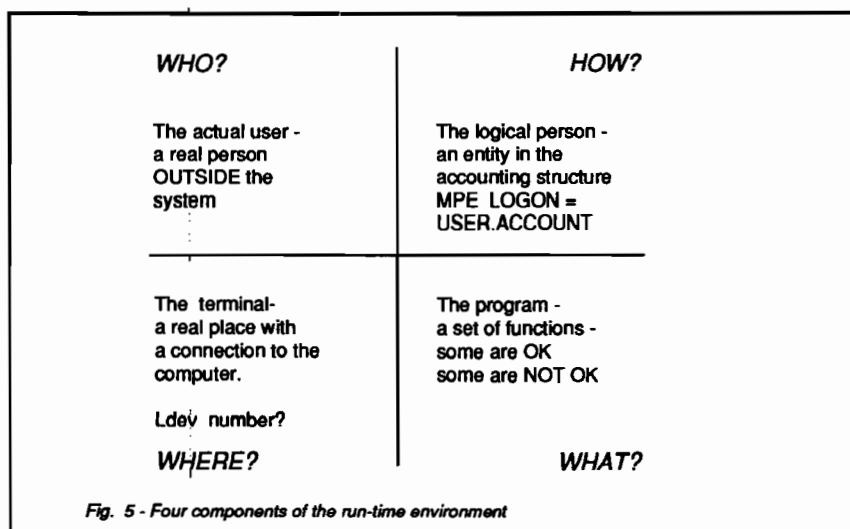 WHO?
The actual user -
a real person
OUTSIDE the
system
HOW?
The logical person -
an entity in the
accounting structure
MPE LOGON =
USER.ACCOUNT
The terminal-
a real place with
a connection to the
computer.
Ldev number?
WHERE?
The program -
a set of functions -
some are OK
some are NOT OK
WHAT?
Fig. 5 - Four components of the run-time environment